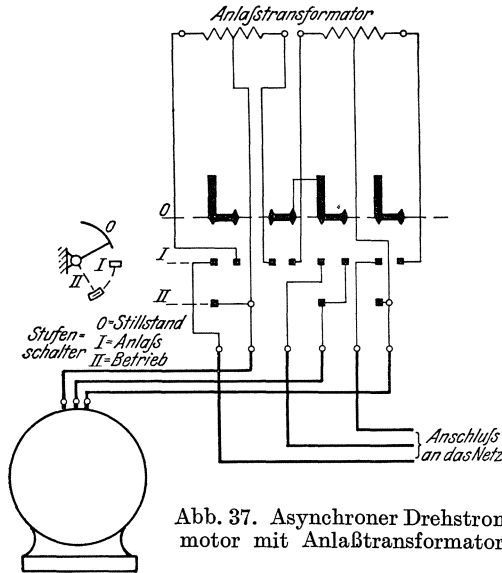 Anlaßtransformator
0
I
II
0
I
II
Stufen-
schalter
0=Stillstand
I=Anlaß
II=Betrieb
Anschluß
an das Netz
Abb. 37. Asynchroner Drehstrom
motor mit Anlaßtransformator